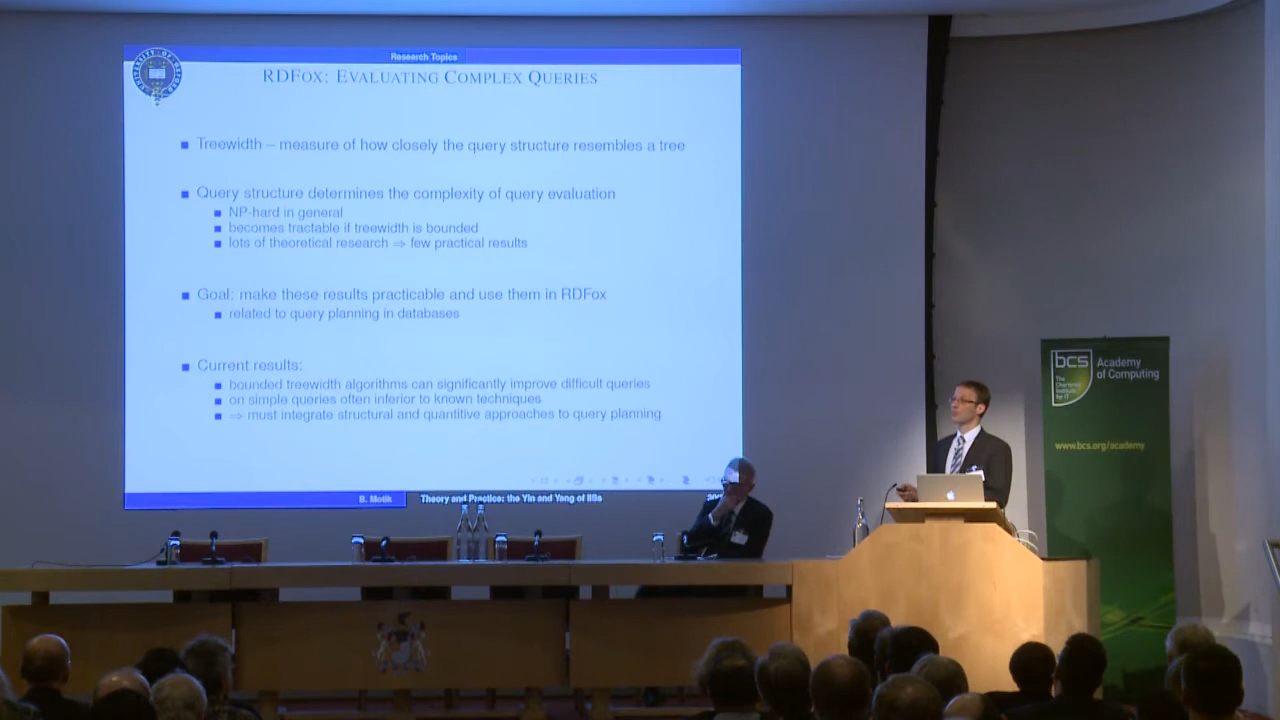 Research Topics
RDFOX: EVALUATING COMPLEX QUERIES
Treewidth – measure of how closely the query structure resembles a tree
Query structure determines the complexity of query evaluation
NP-hard in general
becomes tractable if treewidth is bounded
lots of theoretical research ⇒ few practical results
Goal: make these results practicable and use them in RDFox
related to query planning in databases
Current results:
bounded treewidth algorithms can significantly improve difficult queries
on simple queries often inferior to known techniques
⇒ must integrate structural and quantitive approaches to query planning
B. Motik
Theory and Practice: the Yin and Yang of IISs
UNIVERSITY OF OXFORD
bcs
The Chartered Institute for IT
Academy of Computing
www.bcs.org/academy